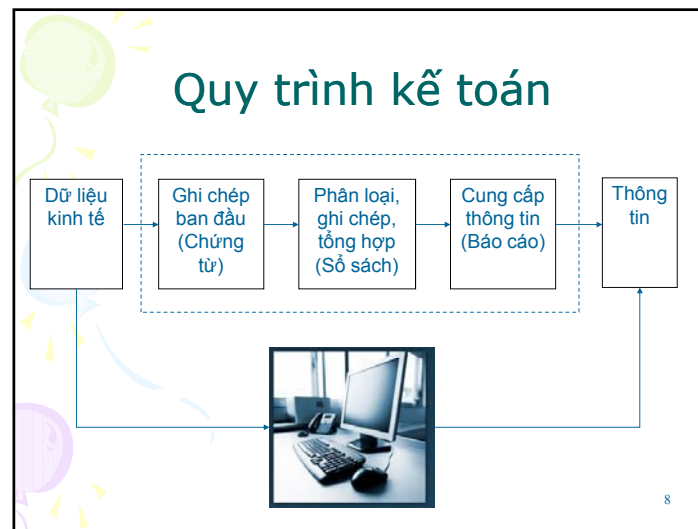 Quy trình kế toán
Dữ liệu
kinh tế
Ghi chép
ban đầu
(Chứng
từ)
Phân loại,
ghi chép,
tổng hợp
(Sổ sách)
Cung cấp
thông tin
(Báo cáo)
Thông
tin
8